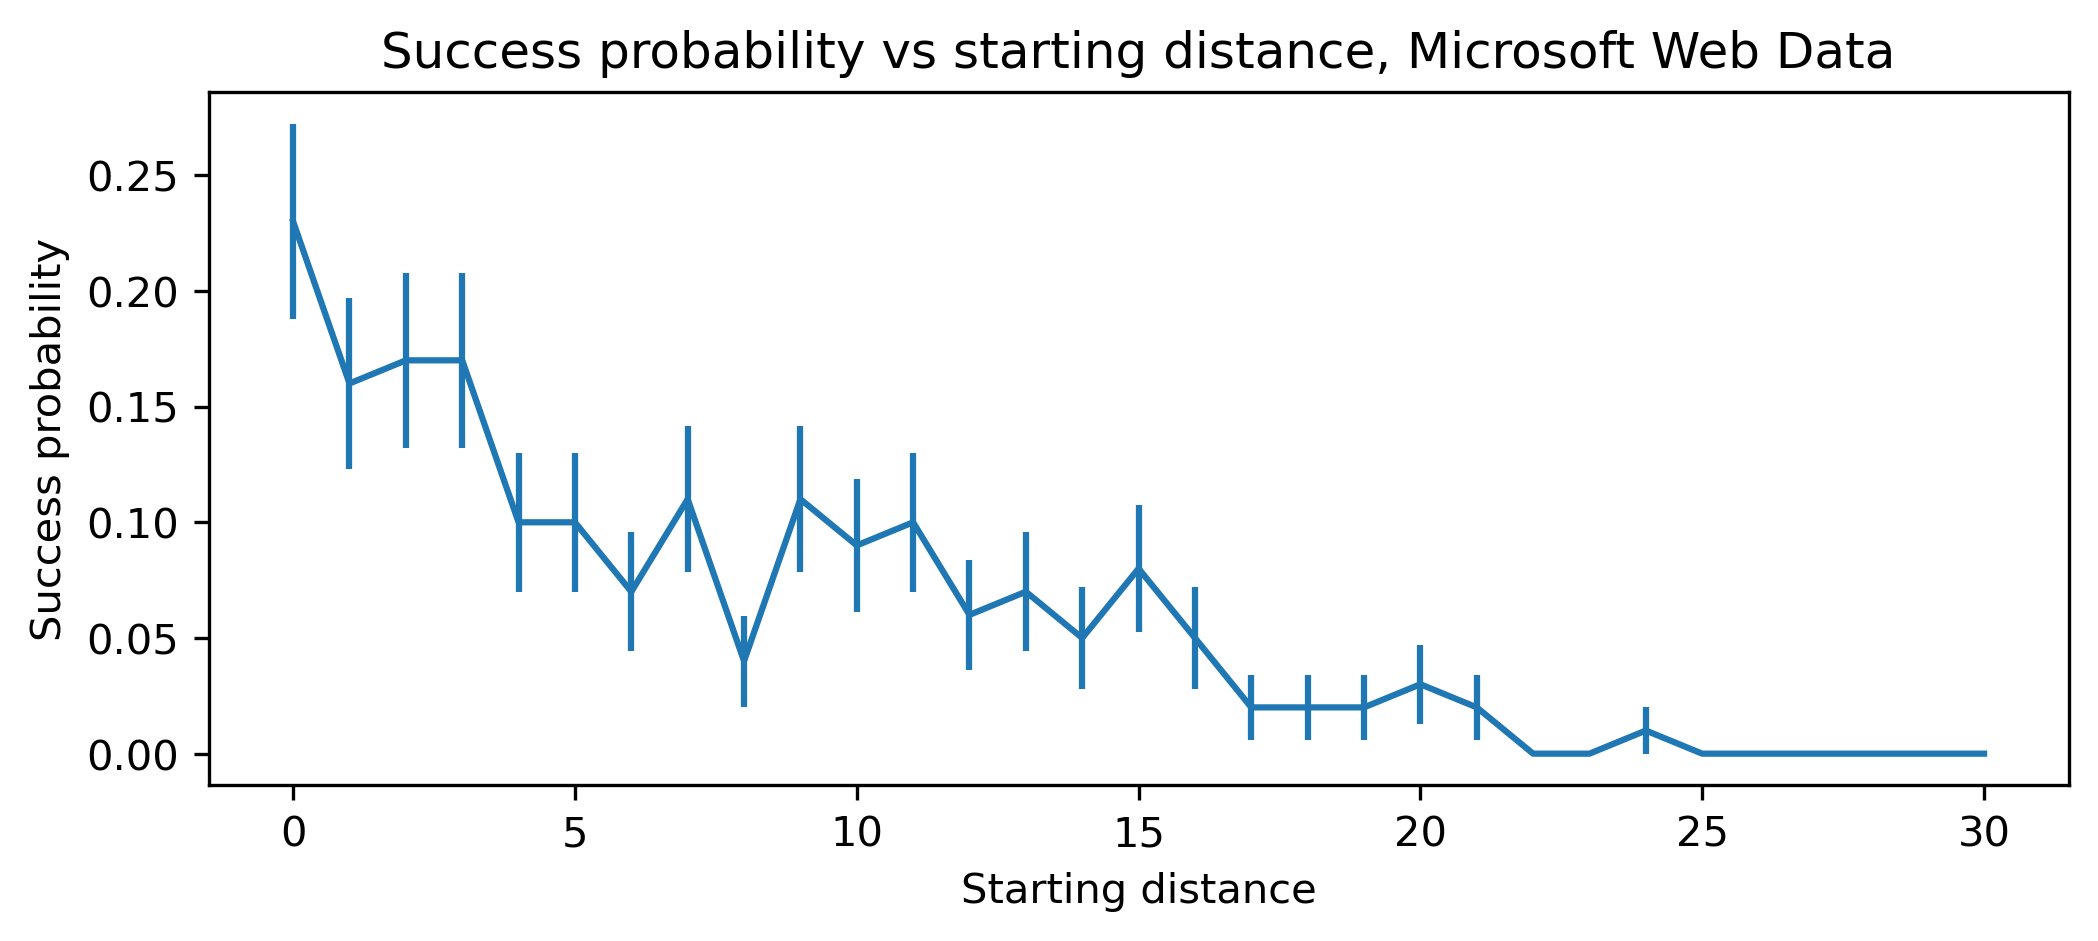 Success probability vs starting distance, Microsoft Web Data
Success probability
0.25
0.20
0.15
0.10
0.05
0.00
0 5 10 15 20 25 30
Starting distance